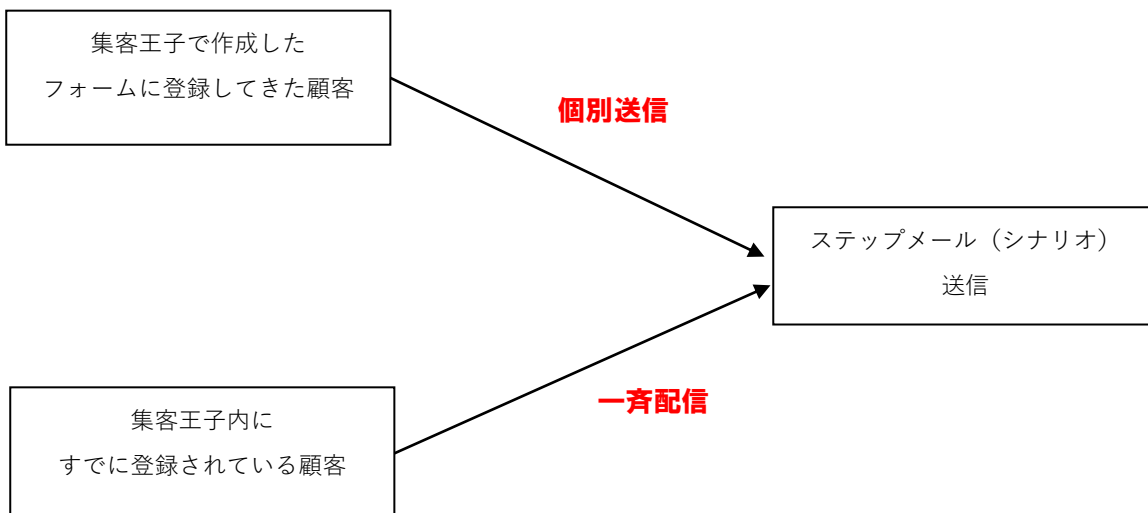 集客王子で作成した
フォームに登録してきた顧客
個別送信
ステップメール（シナリオ）
送信
一斉配信
集客王子内に
すでに登録されている顧客